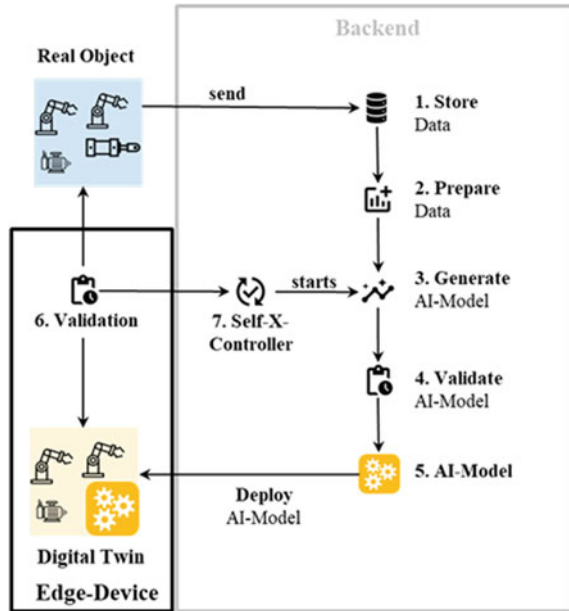 Backend
Real Object
send
1. Store
Data
2. Prepare
Data
starts
3. Generate
AI-Model
6. Validation
7. Self-X-
Controller
4. Validate
AI-Model
5. AI-Model
Deploy
AI-Model
Digital Twin
Edge-Device